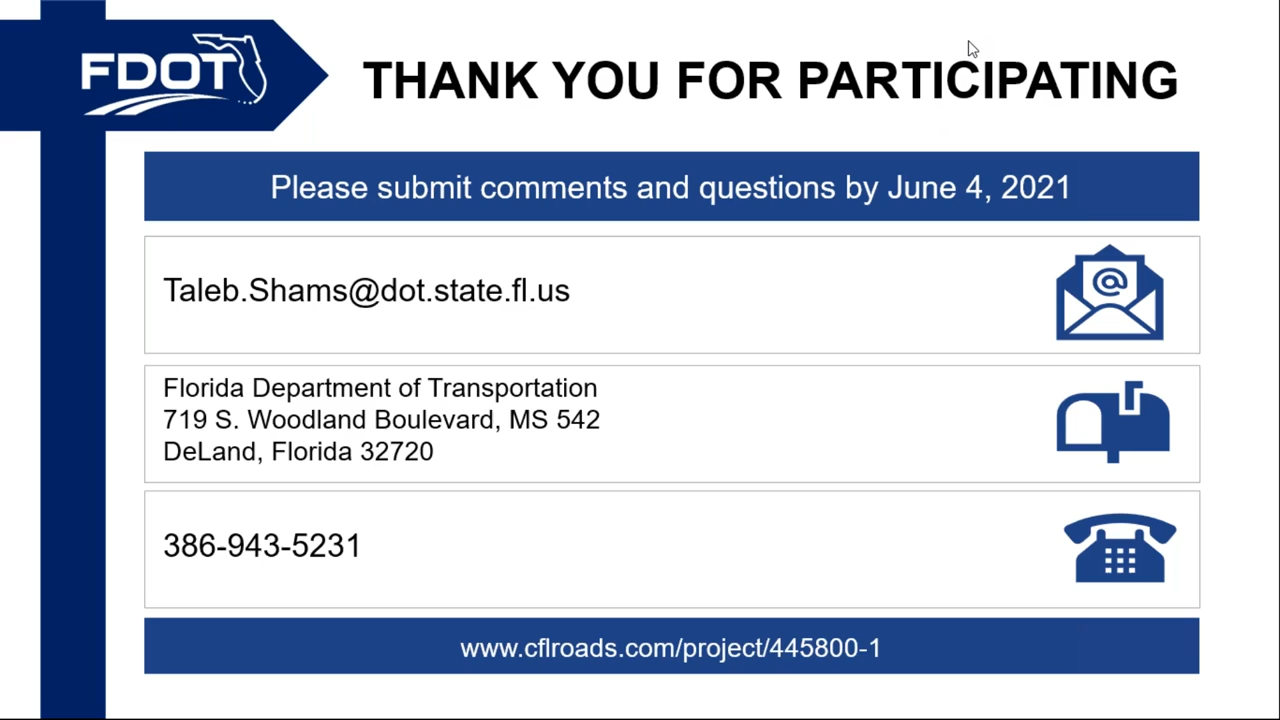 FDOT
THANK YOU FOR PARTICIPATING
Please submit comments and questions by June 4, 2021
Taleb.Shams@dot.state.fl.us
@
Florida Department of Transportation
719 S. Woodland Boulevard, MS 542
DeLand, Florida 32720
386-943-5231
www.cflroads.com/project/445800-1